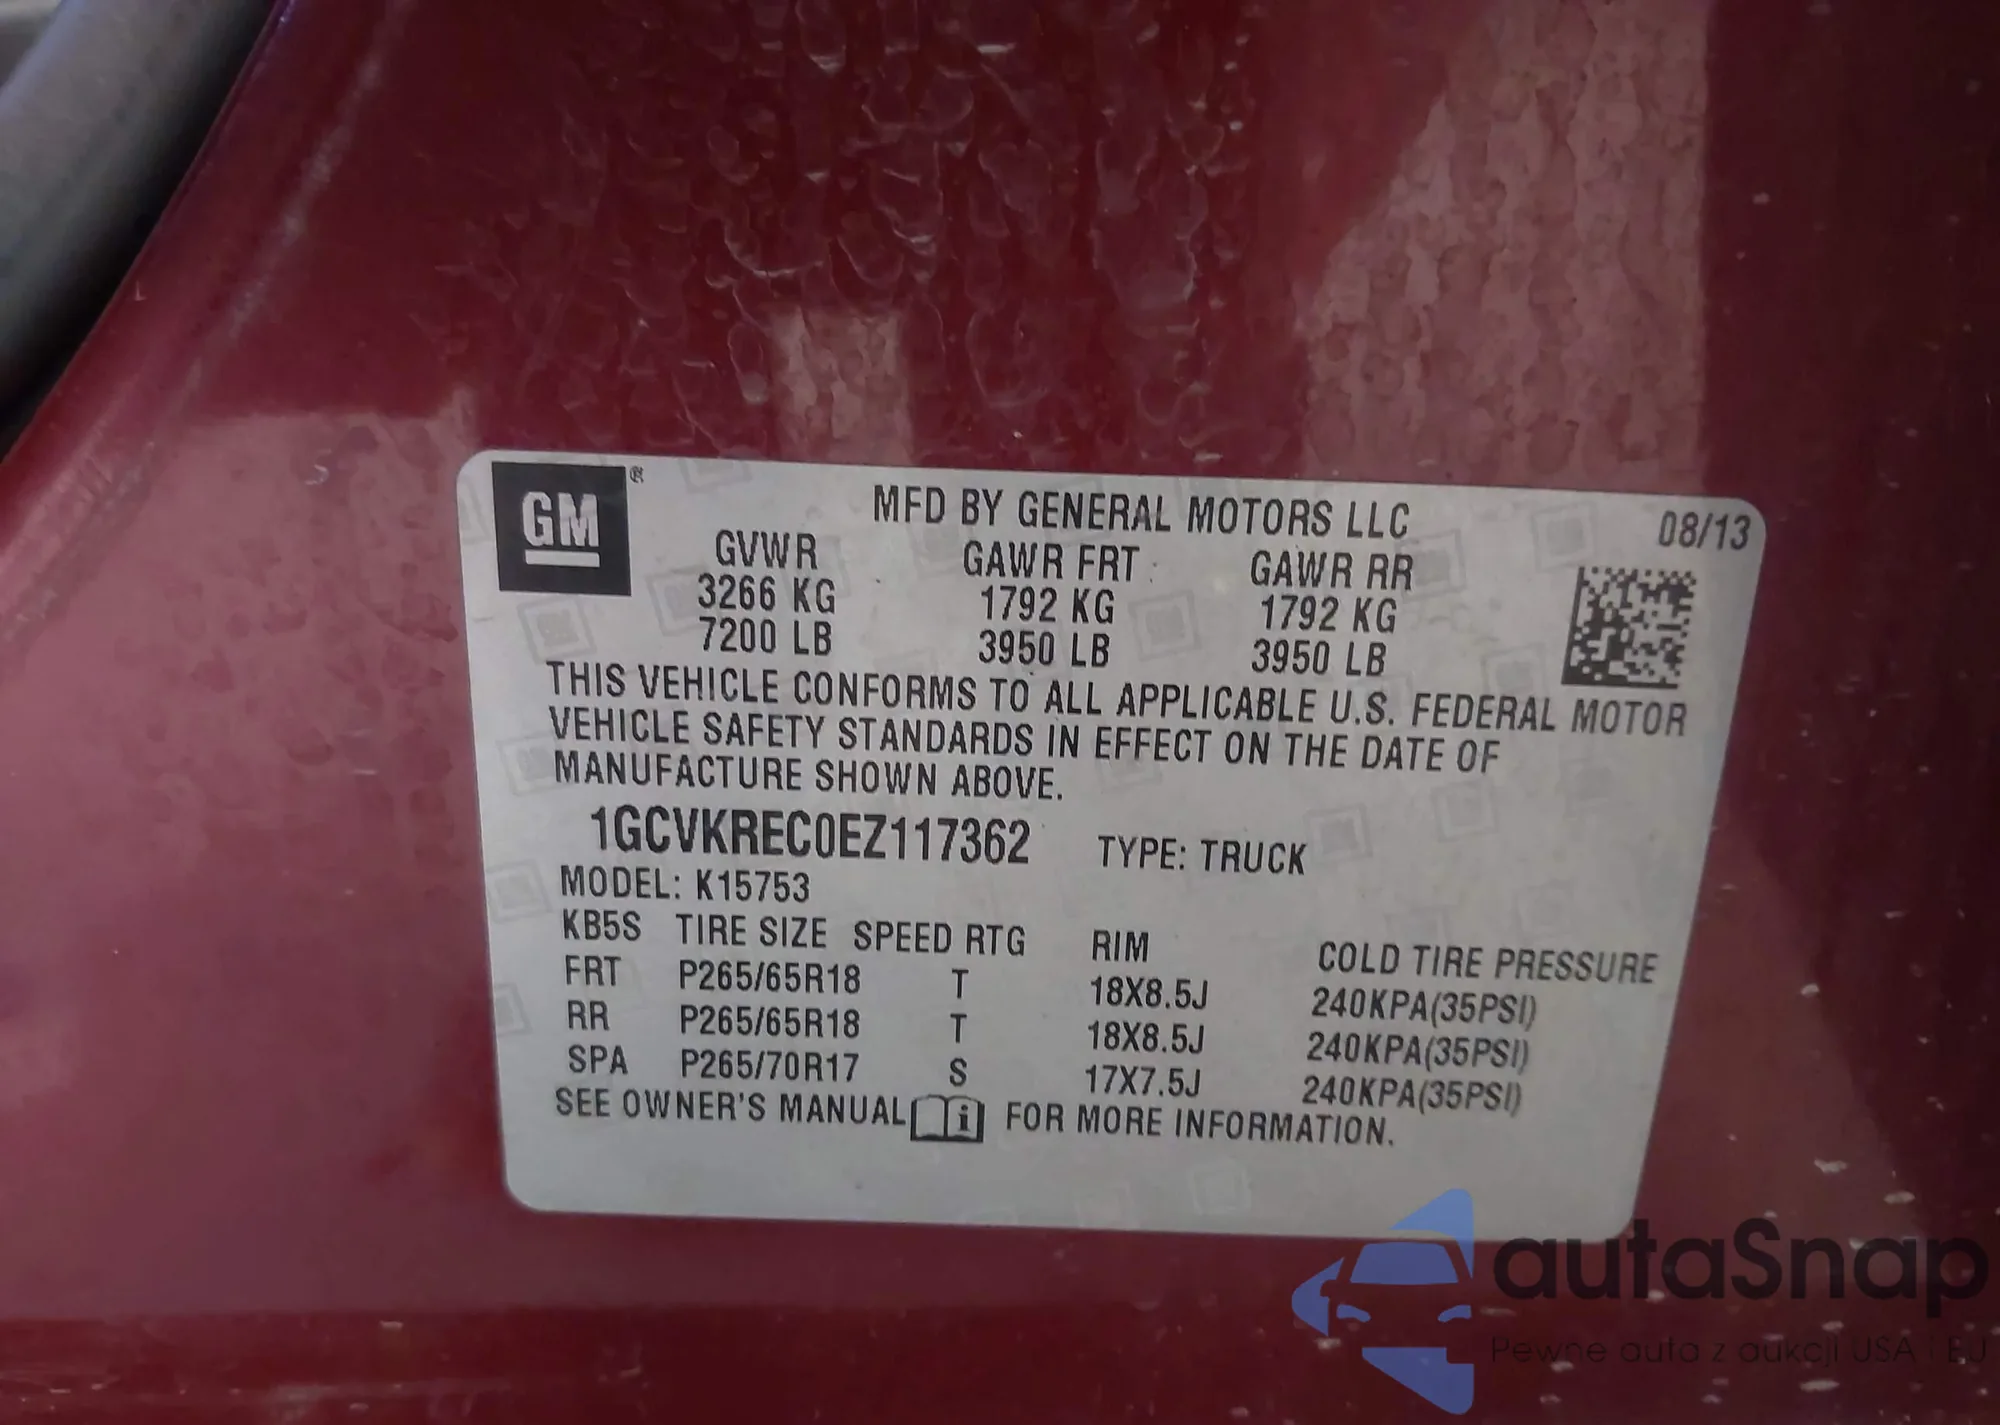 GM®
MFD BY GENERAL MOTORS LLC 08/13
GVWR GAWR FRT GAWR RR
3266 KG 1792 KG 1792 KG
7200 LB 3950 LB 3950 LB
THIS VEHICLE CONFORMS TO ALL APPLICABLE U.S. FEDERAL MOTOR
VEHICLE SAFETY STANDARDS IN EFFECT ON THE DATE OF
MANUFACTURE SHOWN ABOVE.
1GCVKREC0EZ117362 TYPE: TRUCK
MODEL: K15753
KB5S TIRE SIZE SPEED RTG RIM COLD TIRE PRESSURE
FRT P265/65R18 T 18X8.5J 240KPA(35PSI)
RR P265/65R18 T 18X8.5J 240KPA(35PSI)
SPA P265/70R17 S 17X7.5J 240KPA(35PSI)
SEE OWNER'S MANUAL i FOR MORE INFORMATION.
autaSnap
Pewne auta z aukcji USA i EU